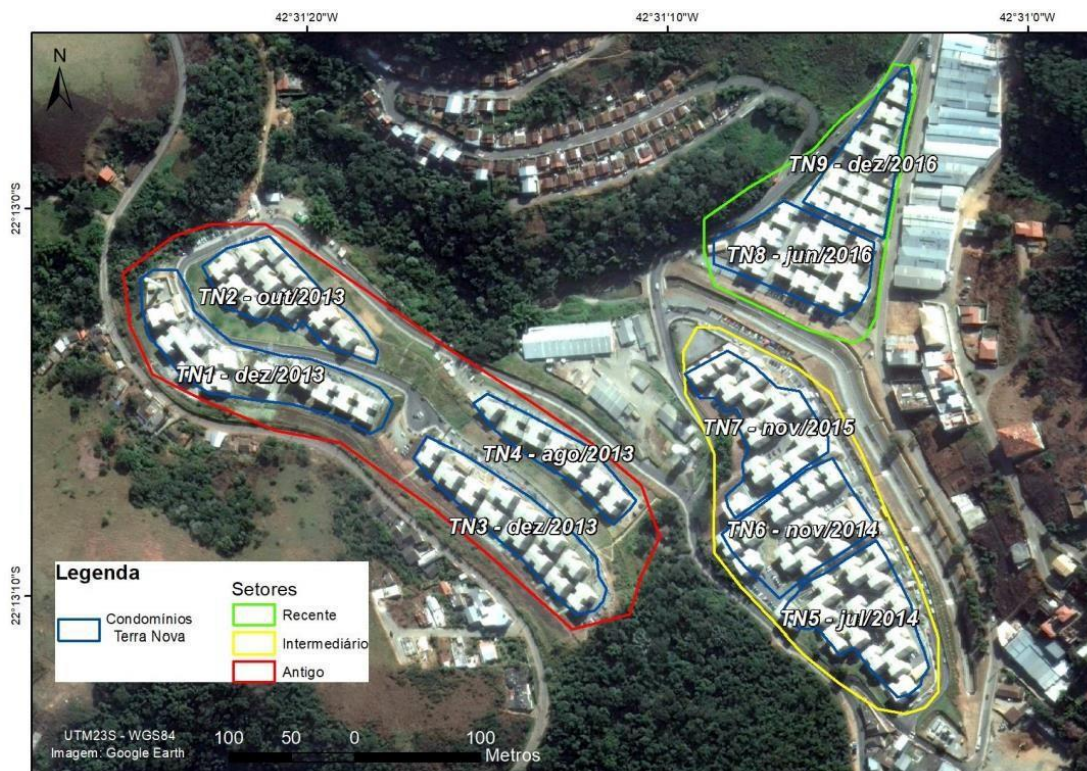 42°31'20"
42°31'10"
42°31'0"
N
22°13'0"S
22°13'10"S
TN9 - dez/2016
TN8 - jun/2016
TN2 - out/2013
TN1 - dez/2013
TN7 - nov/2015
TN4 - ago/2013
TN3 - dez/2013
TN6 - nov/2014
TN5 - jul/2014
Legenda
Condomínios
Terra Nova
Setores
Recente
Intermediário
Antigo
UTM23S - WGS84
Imagem: Google Earth
100 50 0 100
Metros